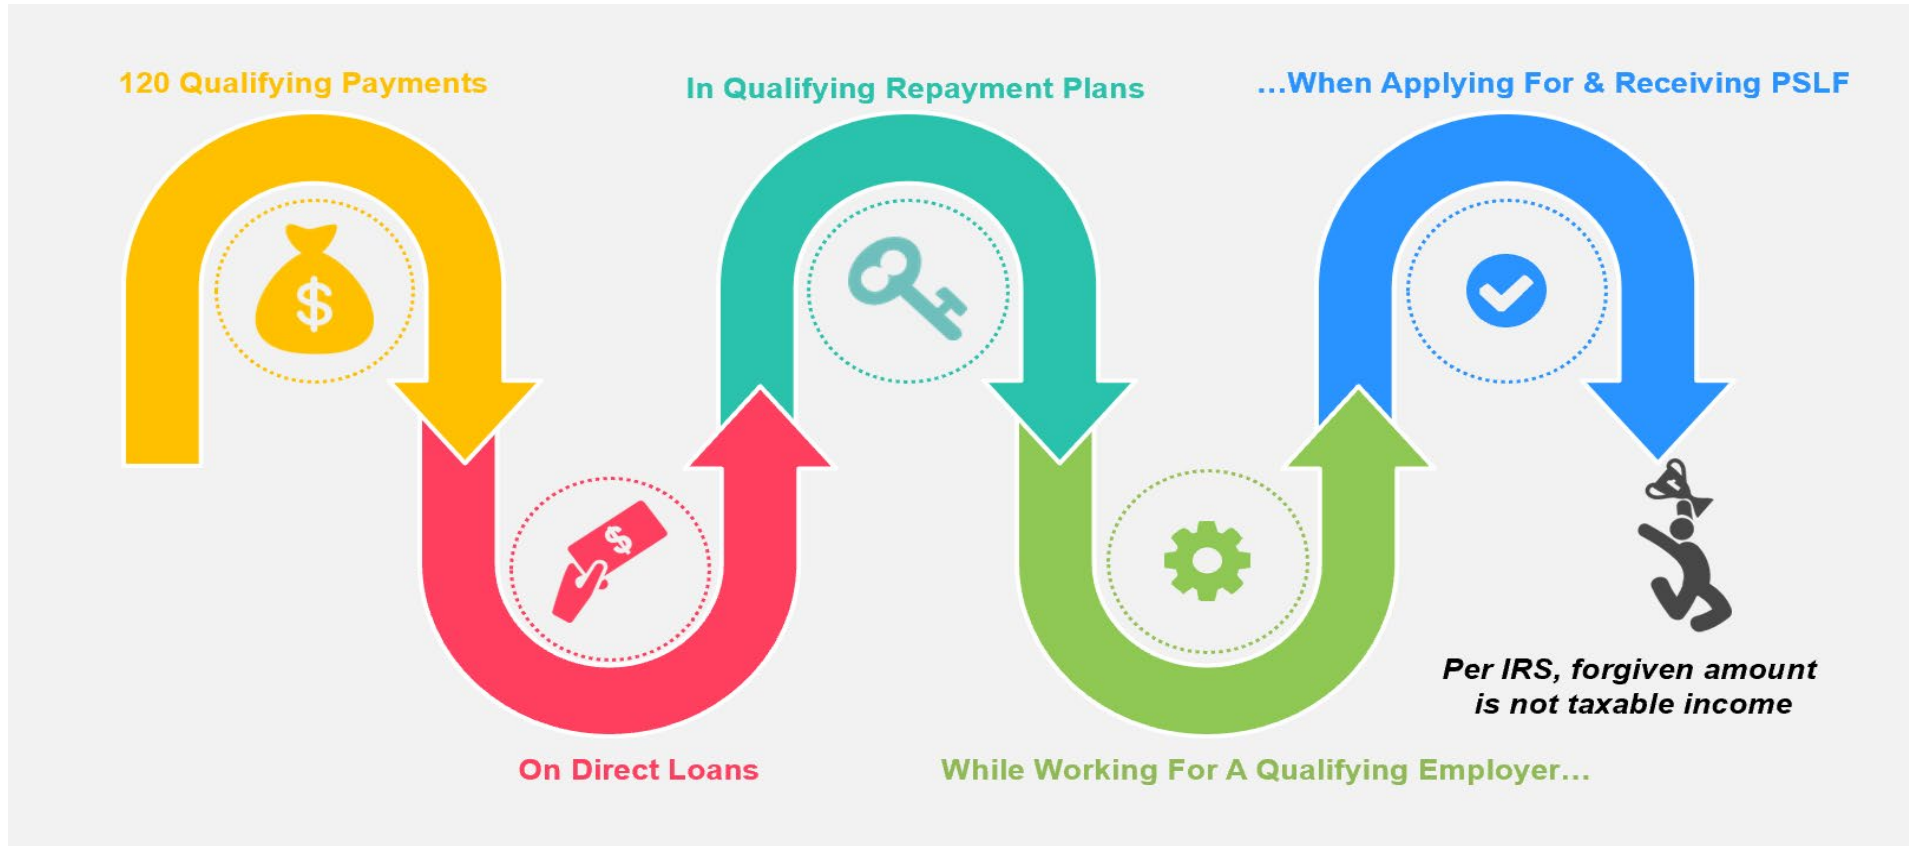 120 Qualifying Payments
On Direct Loans
In Qualifying Repayment Plans
While Working For A Qualifying Employer...
...When Applying For & Receiving PSLF
$
$
1
Per IRS, forgiven amount
is not taxable income